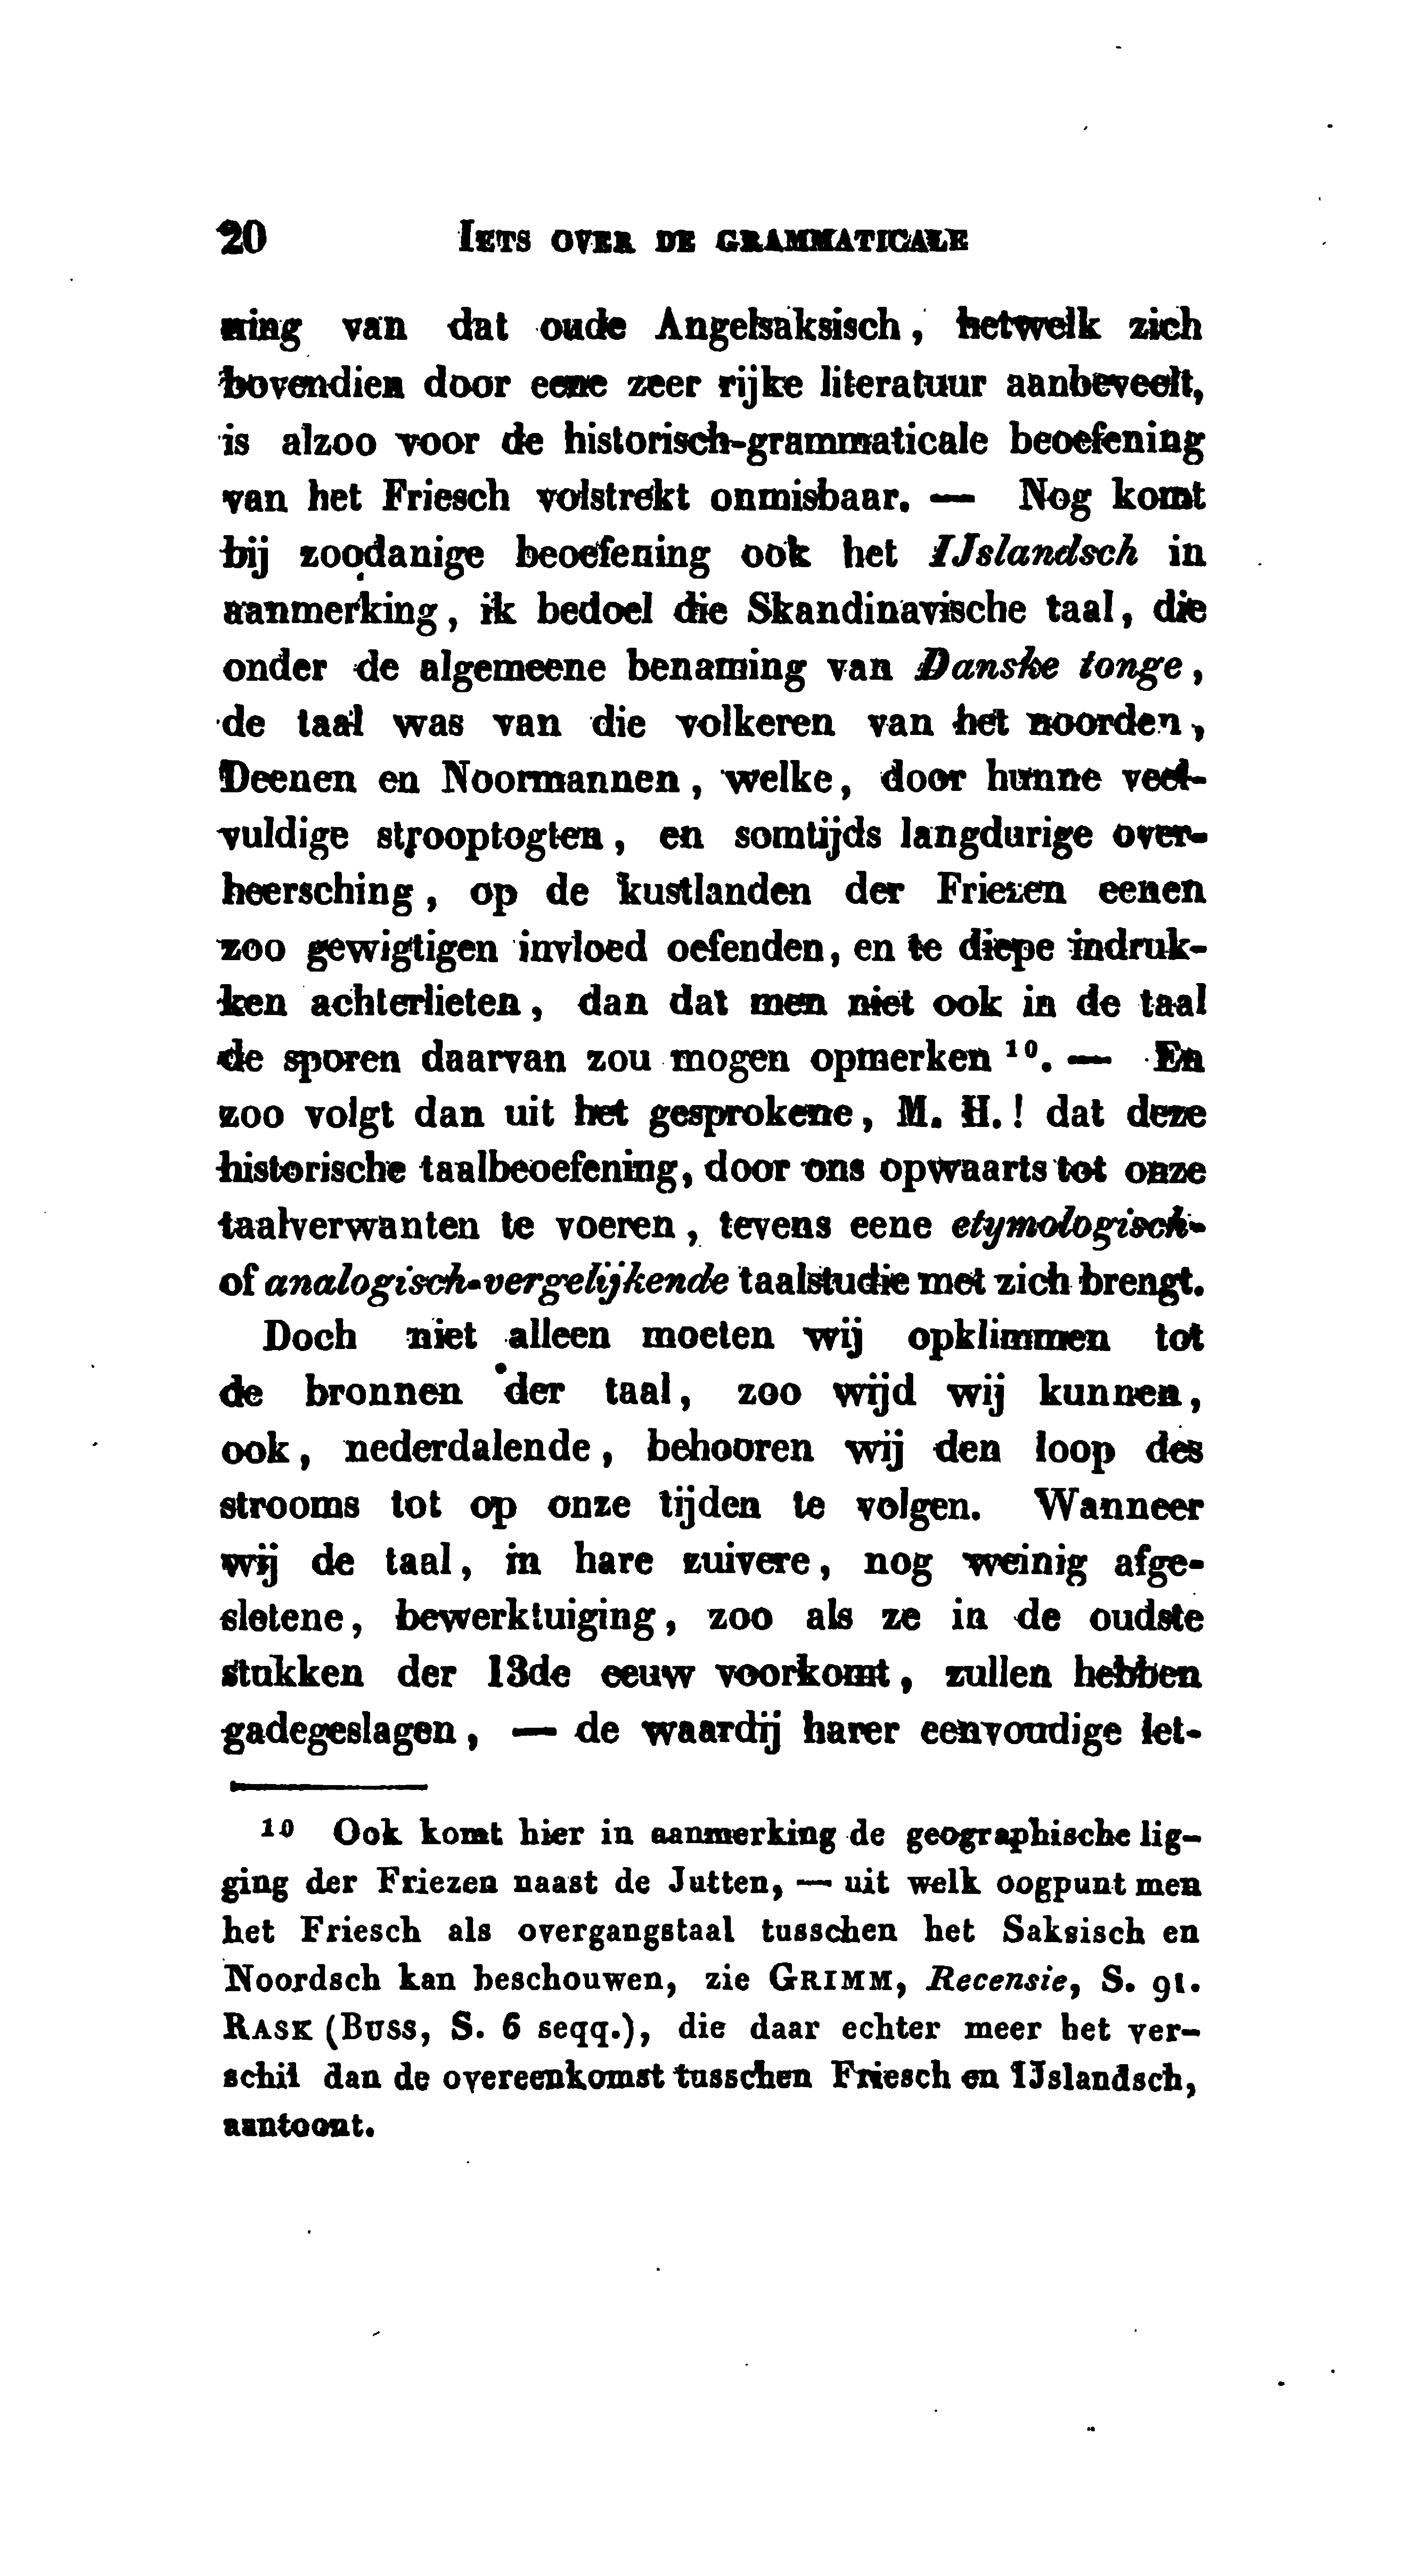 20 IETS OVER DE GRAMMATICALE
ning van dat oude Angelsaksisch, hetwelk zich
bovendien door eene zeer rijke literatuur aanbeveelt,
is alzoo voor de historisch-grammaticale beoefening
van het Friesch volstrekt onmisbaar. — Nog komt
bij zoodanige beoefening ook het IJslandsch in
aanmerking, ik bedoel die Skandinavische taal, die
onder de algemeene benaming van Danske tonge,
de taal was van die volkeren van het noorden,
Deenen en Noormannen, welke, door hunne veel-
vuldige strooptogten, en somtijds langdurige over-
heersching, op de kustlanden der Friezen eenen
zoo gewigtigen invloed oefenden, en te diepe indruk-
ken achterlieten, dan dat men niet ook in de taal
de sporen daarvan zou mogen opmerken ¹⁰. — En
zoo volgt dan uit het gesprokene, M. H.! dat deze
historische taalbeoefening, door ons opwaarts tot onze
taalverwanten te voeren, tevens eene etymologisch-
of analogisch-vergelijkende taalstudie met zich brengt.
Doch niet alleen moeten wij opklimmen tot
de bronnen der taal, zoo wijd wij kunnen,
ook, nederdalende, behooren wij den loop des
strooms tot op onze tijden te volgen. Wanneer
wij de taal, in hare zuivere, nog weinig afge-
sletene, bewerktuiging, zoo als ze in de oudste
stukken der 13de eeuw voorkomt, zullen hebben
gadegeslagen, — de waardij harer eenvoudige let-
¹⁰ Ook komt hier in aanmerking de geographische lig-
ging der Friezen naast de Jutten, — uit welk oogpunt men
het Friesch als overgangstaal tusschen het Saksisch en
Noordsch kan beschouwen, zie GRIMM, Recensie, S. 91.
RASK (BUSS, S. 6 seqq.), die daar echter meer het ver-
schil dan de overeenkomst tusschen Friesch en IJslandsch,
aantoont.